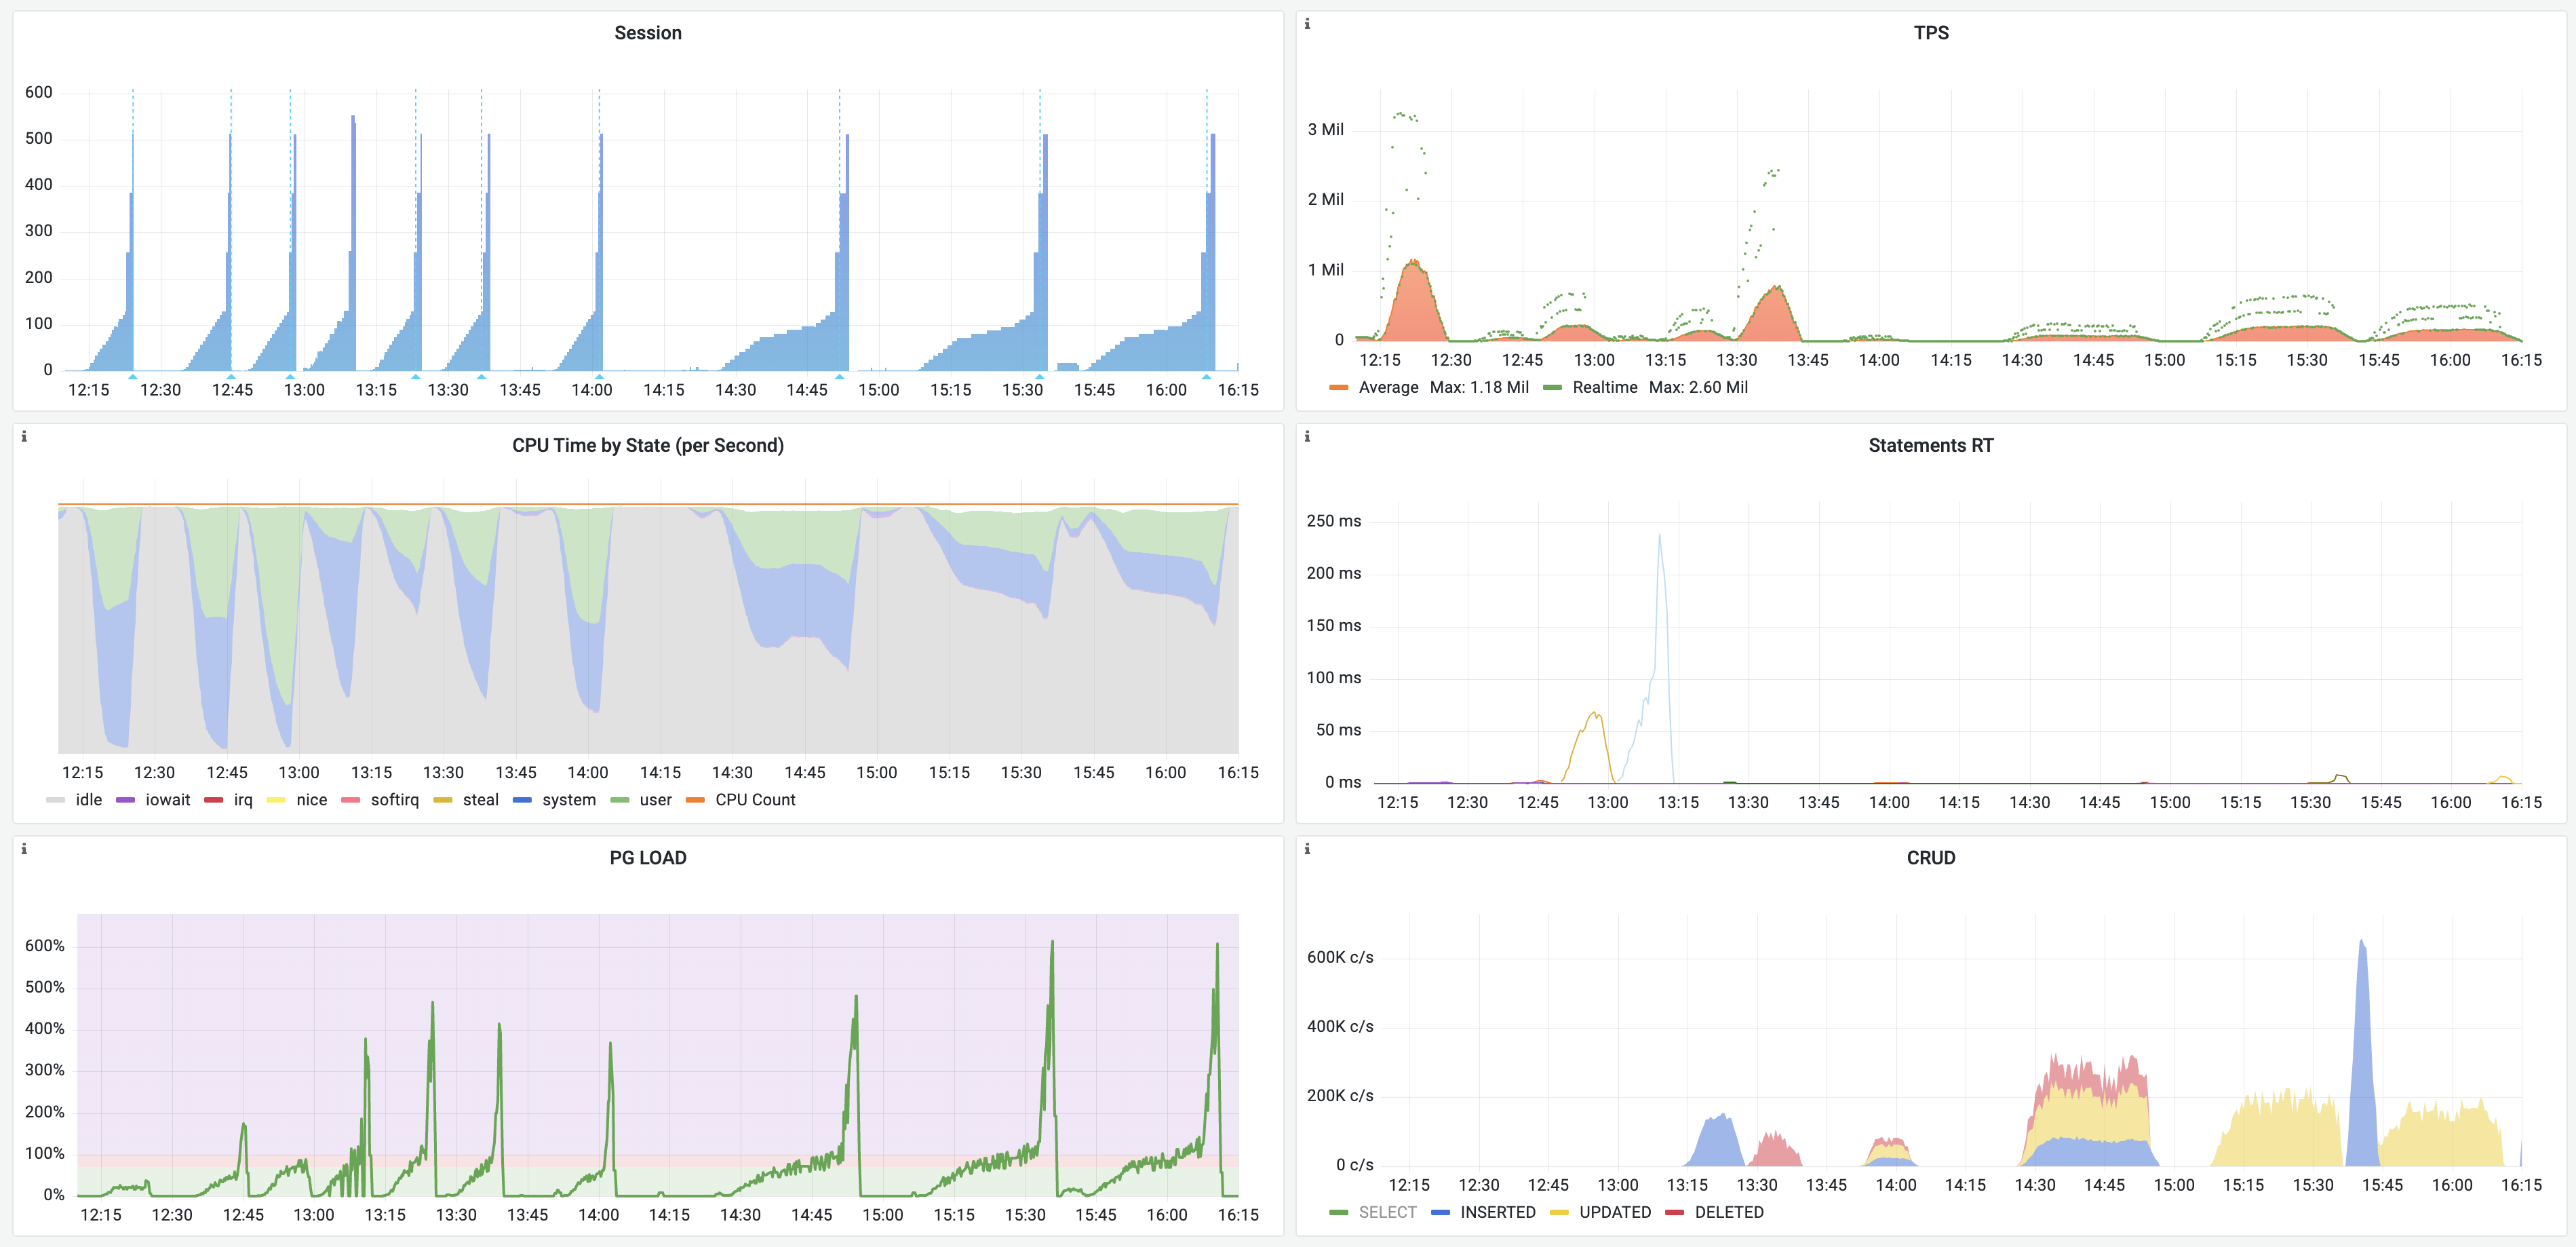 Session
600
500
400
300
200
100
0
12:15 12:30 12:45 13:00 13:15 13:30 13:45 14:00 14:15 14:30 14:45 15:00 15:15 15:30 15:45 16:00 16:15
i
TPS
3 Mil
2 Mil
1 Mil
0
12:15 12:30 12:45 13:00 13:15 13:30 13:45 14:00 14:15 14:30 14:45 15:00 15:15 15:30 15:45 16:00 16:15
Average Max: 1.18 Mil Realtime Max: 2.60 Mil
i
CPU Time by State (per Second)
12:15 12:30 12:45 13:00 13:15 13:30 13:45 14:00 14:15 14:30 14:45 15:00 15:15 15:30 15:45 16:00 16:15
idle iowait irq nice softirq steal system user CPU Count
i
Statements RT
250 ms
200 ms
150 ms
100 ms
50 ms
0 ms
12:15 12:30 12:45 13:00 13:15 13:30 13:45 14:00 14:15 14:30 14:45 15:00 15:15 15:30 15:45 16:00 16:15
i
PG LOAD
600%
500%
400%
300%
200%
100%
0%
12:15 12:30 12:45 13:00 13:15 13:30 13:45 14:00 14:15 14:30 14:45 15:00 15:15 15:30 15:45 16:00 16:15
i
CRUD
600K c/s
400K c/s
200K c/s
0 c/s
12:15 12:30 12:45 13:00 13:15 13:30 13:45 14:00 14:15 14:30 14:45 15:00 15:15 15:30 15:45 16:00 16:15
SELECT INSERTED UPDATED DELETED